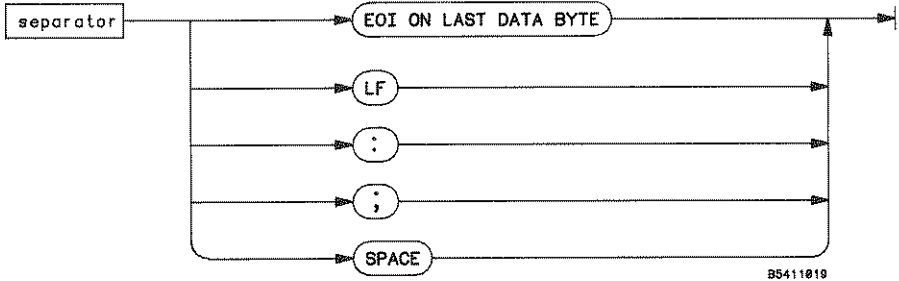 separator
EOI ON LAST DATA BYTE
LF
:
;
SPACE
B5411019